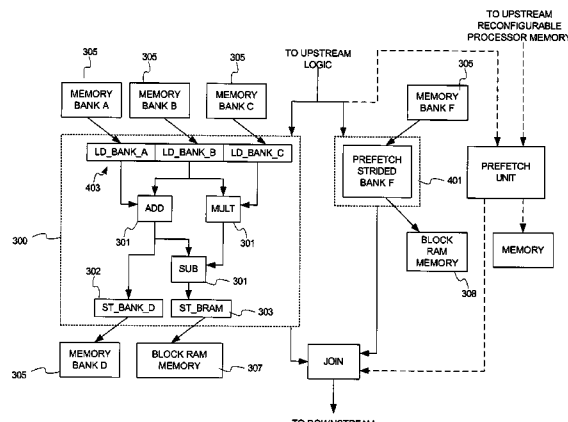 TO UPSTREAM
RECONFIGURABLE
PROCESSOR MEMORY
TO UPSTREAM
LOGIC
305
305
305
305
MEMORY
BANK A
MEMORY
BANK B
MEMORY
BANK C
MEMORY
BANK F
LD_BANK_A
LD_BANK_B
LD_BANK_C
403
PREFETCH
STRIDED
BANK F
401
PREFETCH
UNIT
ADD
MULT
301
301
300
SUB
301
BLOCK
RAM
MEMORY
308
MEMORY
302
ST_BANK_D
ST_BRAM
303
MEMORY
BANK D
305
BLOCK RAM
MEMORY
307
JOIN
TO DOWNSTREAM